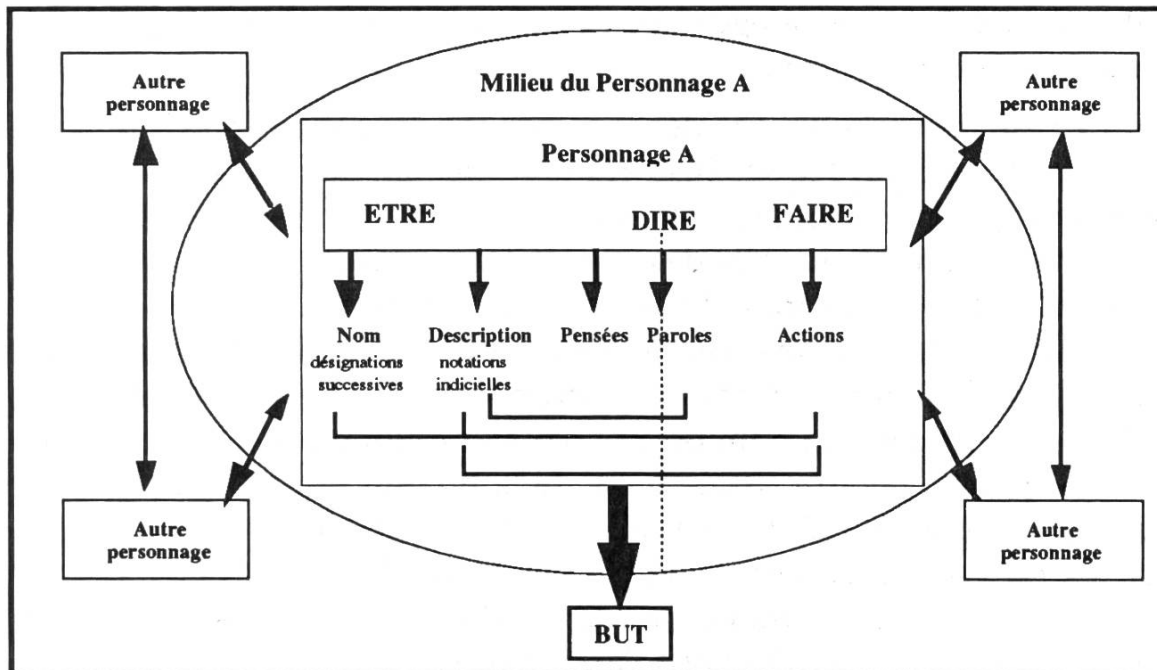 Autre
personnage
Milieu du Personnage A
Autre
personnage
Personnage A
ETRE
DIRE
FAIRE
Nom
désignations
successives
Description
notations
indicielles
Pensées
Paroles
Actions
Autre
personnage
Autre
personnage
BUT